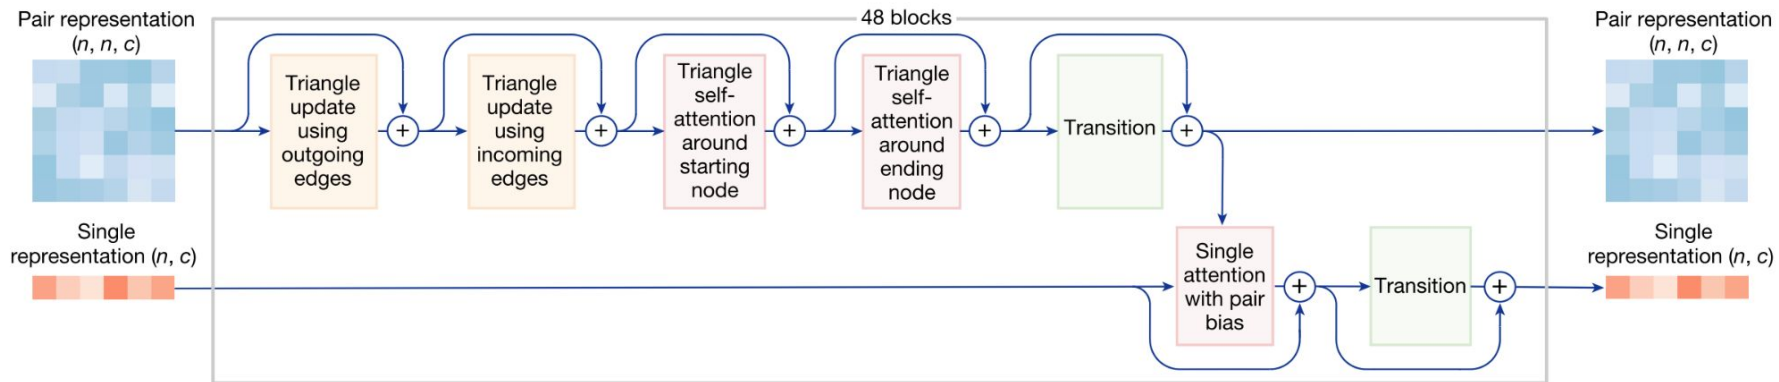 48 blocks
Pair representation
(n, n, c)
Triangle
update
using
outgoing
edges
+
Triangle
update
using
incoming
edges
+
Triangle
self-
attention
around
starting
node
+
Triangle
self-
attention
around
ending
node
+
Transition
+
Pair representation
(n, n, c)
Single
representation (n, c)
Single
attention
with pair
bias
+
Transition
+
Single
representation (n, c)